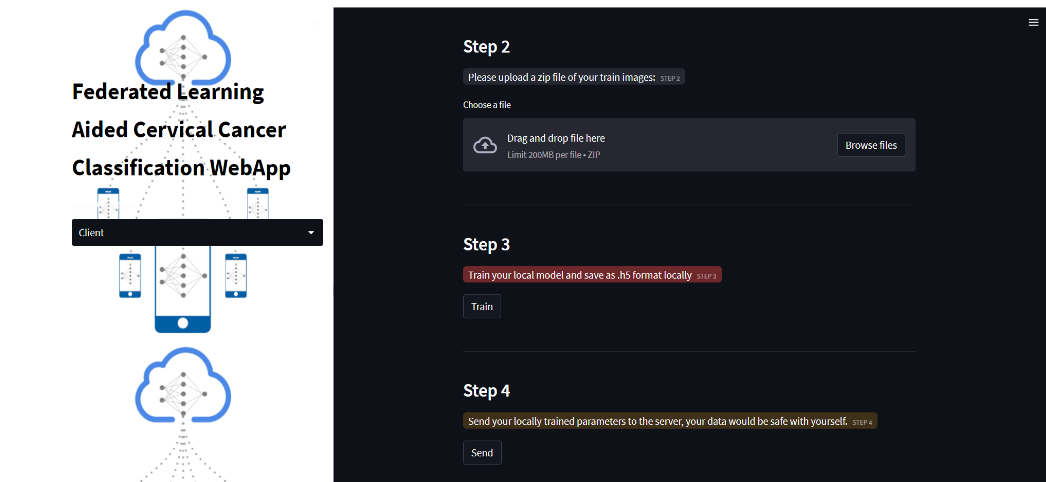 Federated Learning
Aided Cervical Cancer
Classification WebApp
Client
Step 2
Please upload a zip file of your train images: STEP 2
Choose a file
Drag and drop file here
Limit 200MB per file • ZIP
Browse files
Step 3
Train your local model and save as .h5 format locally STEP 3
Train
Step 4
Send your locally trained parameters to the server, your data would be safe with yourself. STEP 4
Send